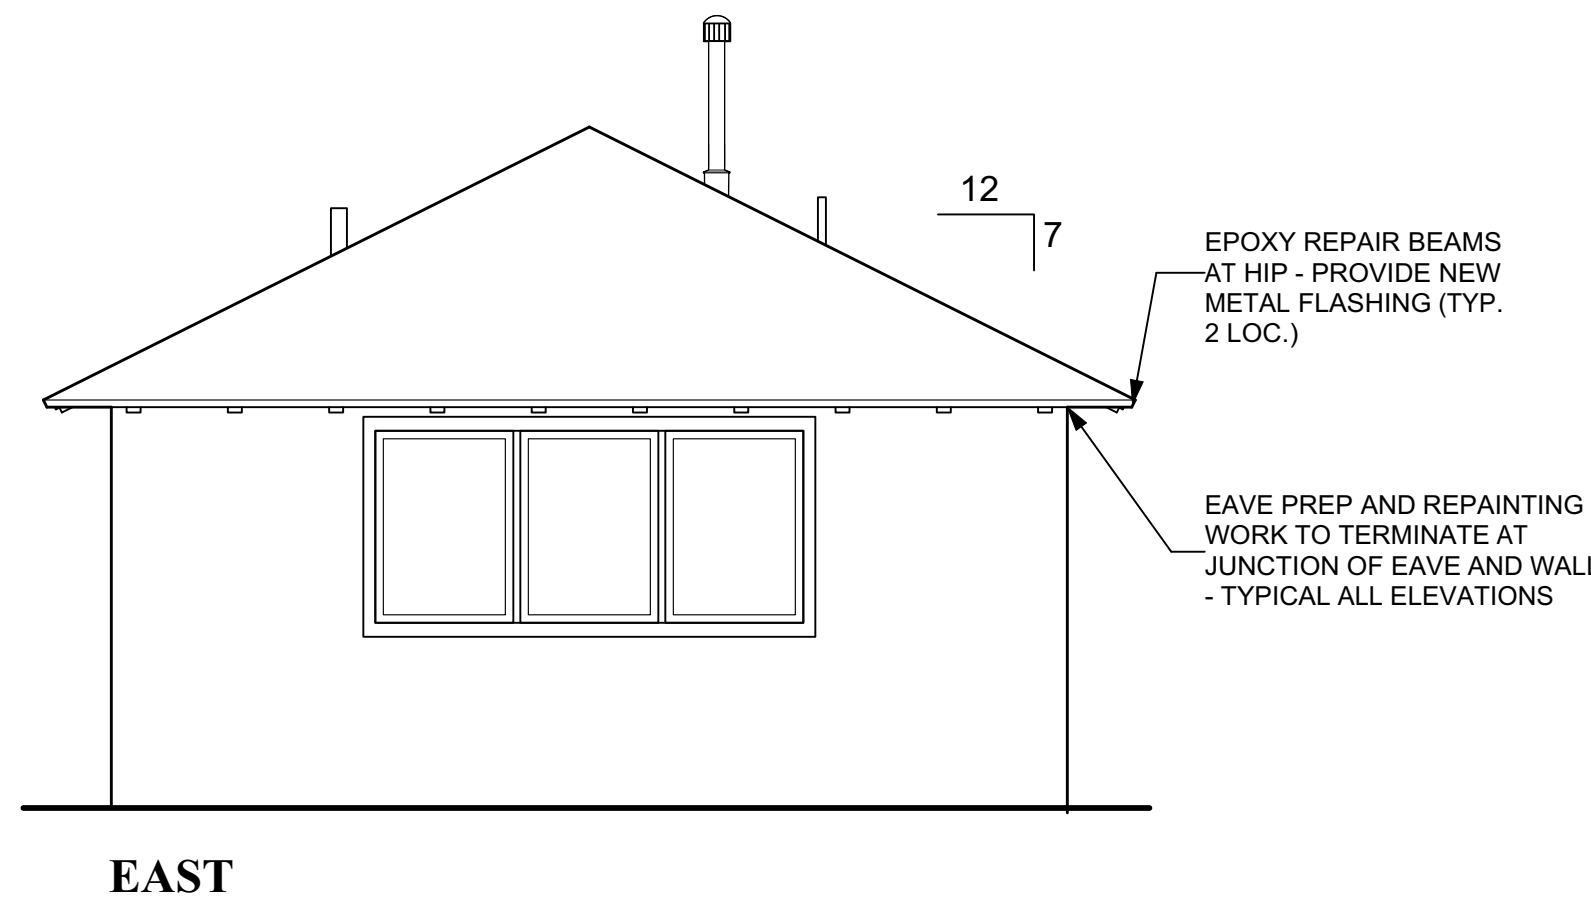 12
7
EPOXY REPAIR BEAMS
AT HIP - PROVIDE NEW
METAL FLASHING (TYP.
2 LOC.)
EAVE PREP AND REPAINTING
WORK TO TERMINATE AT
JUNCTION OF EAVE AND WALL
- TYPICAL ALL ELEVATIONS
EAST